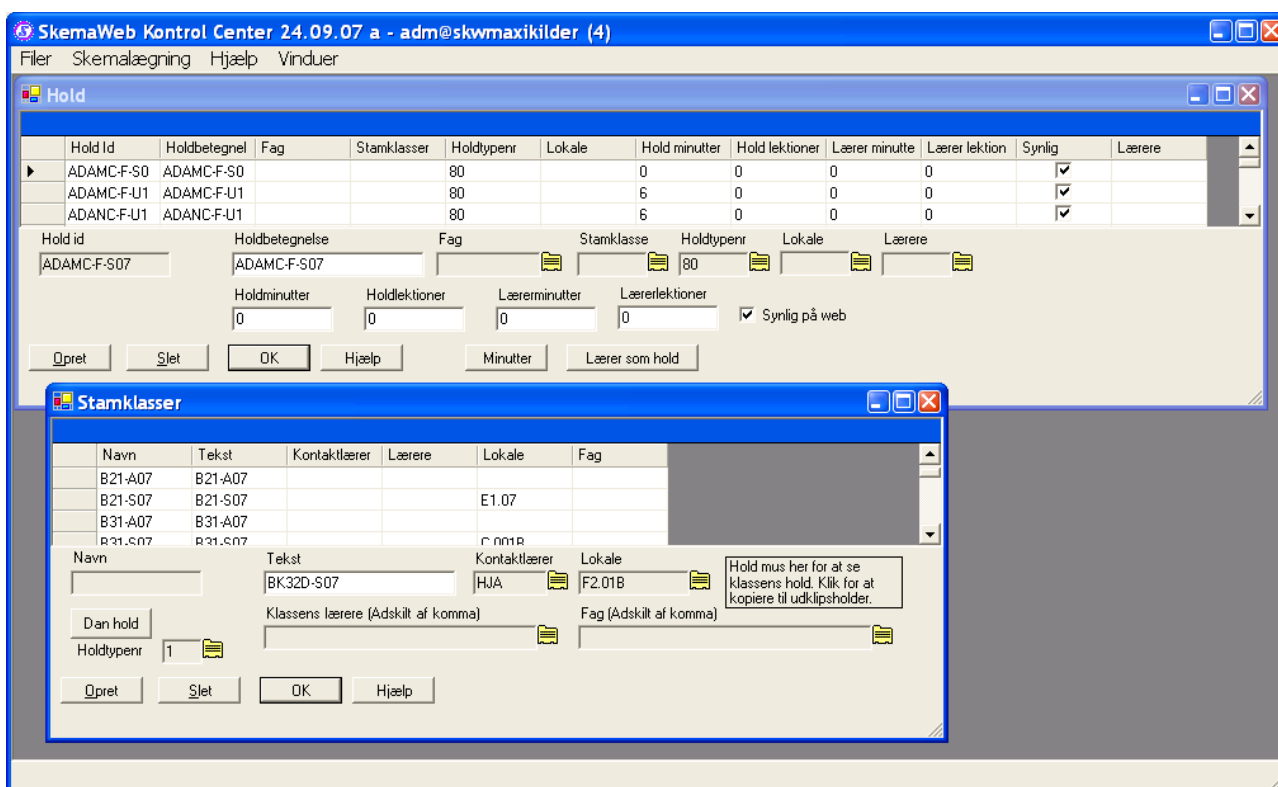 SkemaWeb Kontrol Center 24.09.07 a - adm@skwmaxikilder (4)
Filer Skemalægning Hjælp Vinduer
Hold
Hold Id Holdbetegnel Fag Stamklasser Holdtypenr Lokale Hold minutter Hold lektioner Lærer minutte Lærer lektion Synlig Lærere
ADAMC-F-S0 ADAMC-F-S0 80 0 0 0 0
ADAMC-F-U1 ADAMC-F-U1 80 6 0 0 0
ADANC-F-U1 ADANC-F-U1 80 6 0 0 0
Hold id Holdbetegnelse Fag Stamklasse Holdtypenr Lokale Lærere
ADAMC-F-S07 ADAMC-F-S07 80
Holdminutter Holdlektioner Lærerminutter Lærerlektioner
0 0 0 0 Synlig på web
Opret Slet OK Hjælp Minutter Lærer som hold
Stamklasser
Navn Tekst Kontaktlærer Lærere Lokale Fag
B21-A07 B21-A07
B21-S07 B21-S07 E1.07
B31-A07 B31-A07
B31-S07 B31-S07 C.001B
Navn Tekst Kontaktlærer Lokale
BK32D-S07 HJA F2.01B
Hold mus her for at se
klassens hold. Klik for at
kopiere til udklipsholder.
Dan hold Klassens lærere (Adskilt af komma) Fag (Adskilt af komma)
Holdtypenr 1
Opret Slet OK Hjælp